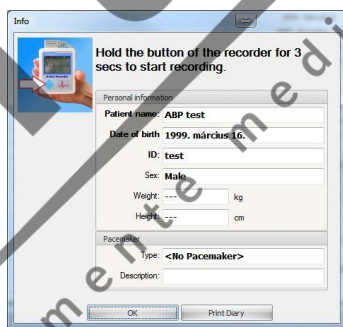 Info
Hold the button of the recorder for 3
secs to start recording.
Personal information
Patient name: ABP test
Date of birth 1999. március 16.
ID: test
Sex: Male
Weight: --- kg
Height: --- cm
Pacemaker
Type: <No Pacemaker>
Description:
OK Print Diary